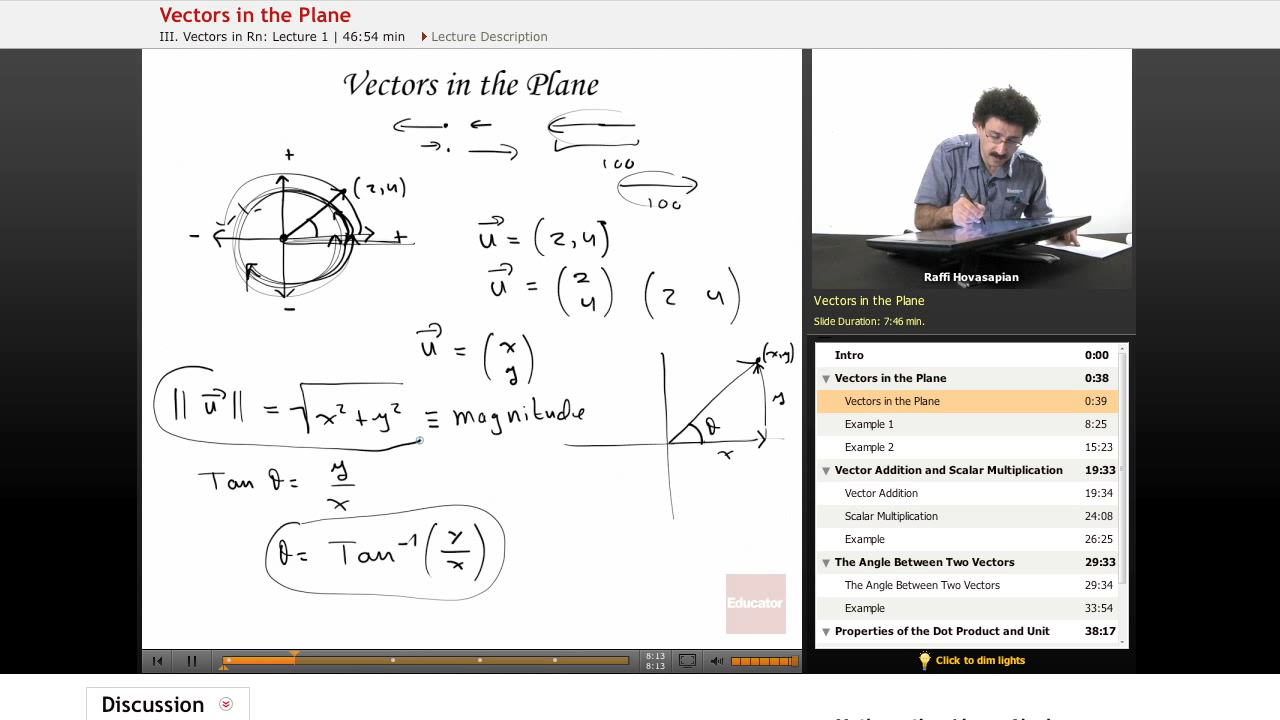 Vectors in the Plane
III. Vectors in Rn: Lecture 1 | 46:54 min Lecture Description
Vectors in the Plane
100
100
+
(2,4)
- +
-
u = (2,4)
u = (2 4) (2 4)
u = (x y)
(x,y)
||u|| = √x² + y² ≡ magnitude
y
θ
x
Tan θ = y/x
θ = Tan⁻¹(y/x)
Educator
8:13
8:13
Raffi Hovasapian
Vectors in the Plane
Slide Duration: 7:46 min.
Intro 0:00
Vectors in the Plane 0:38
Vectors in the Plane 0:39
Example 1 8:25
Example 2 15:23
Vector Addition and Scalar Multiplication 19:33
Vector Addition 19:34
Scalar Multiplication 24:08
Example 26:25
The Angle Between Two Vectors 29:33
The Angle Between Two Vectors 29:34
Example 33:54
Properties of the Dot Product and Unit 38:17
Click to dim lights
Discussion